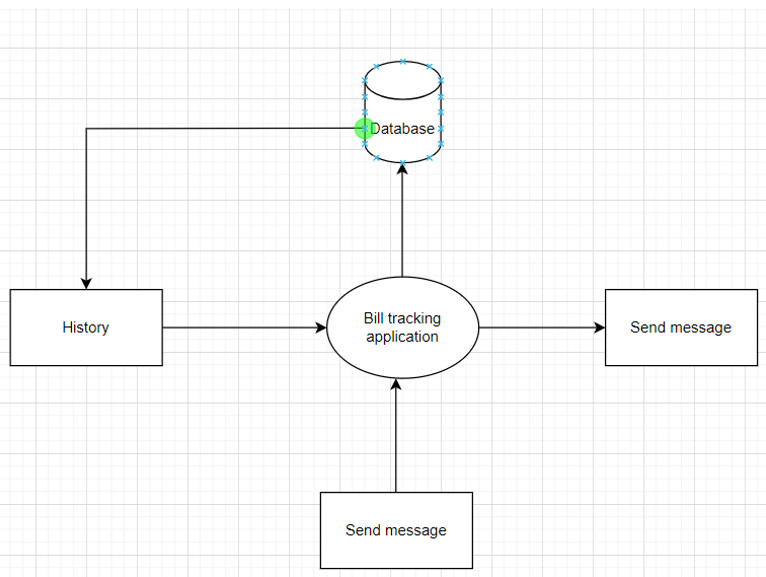 Database
History
Bill tracking
application
Send message
Send message